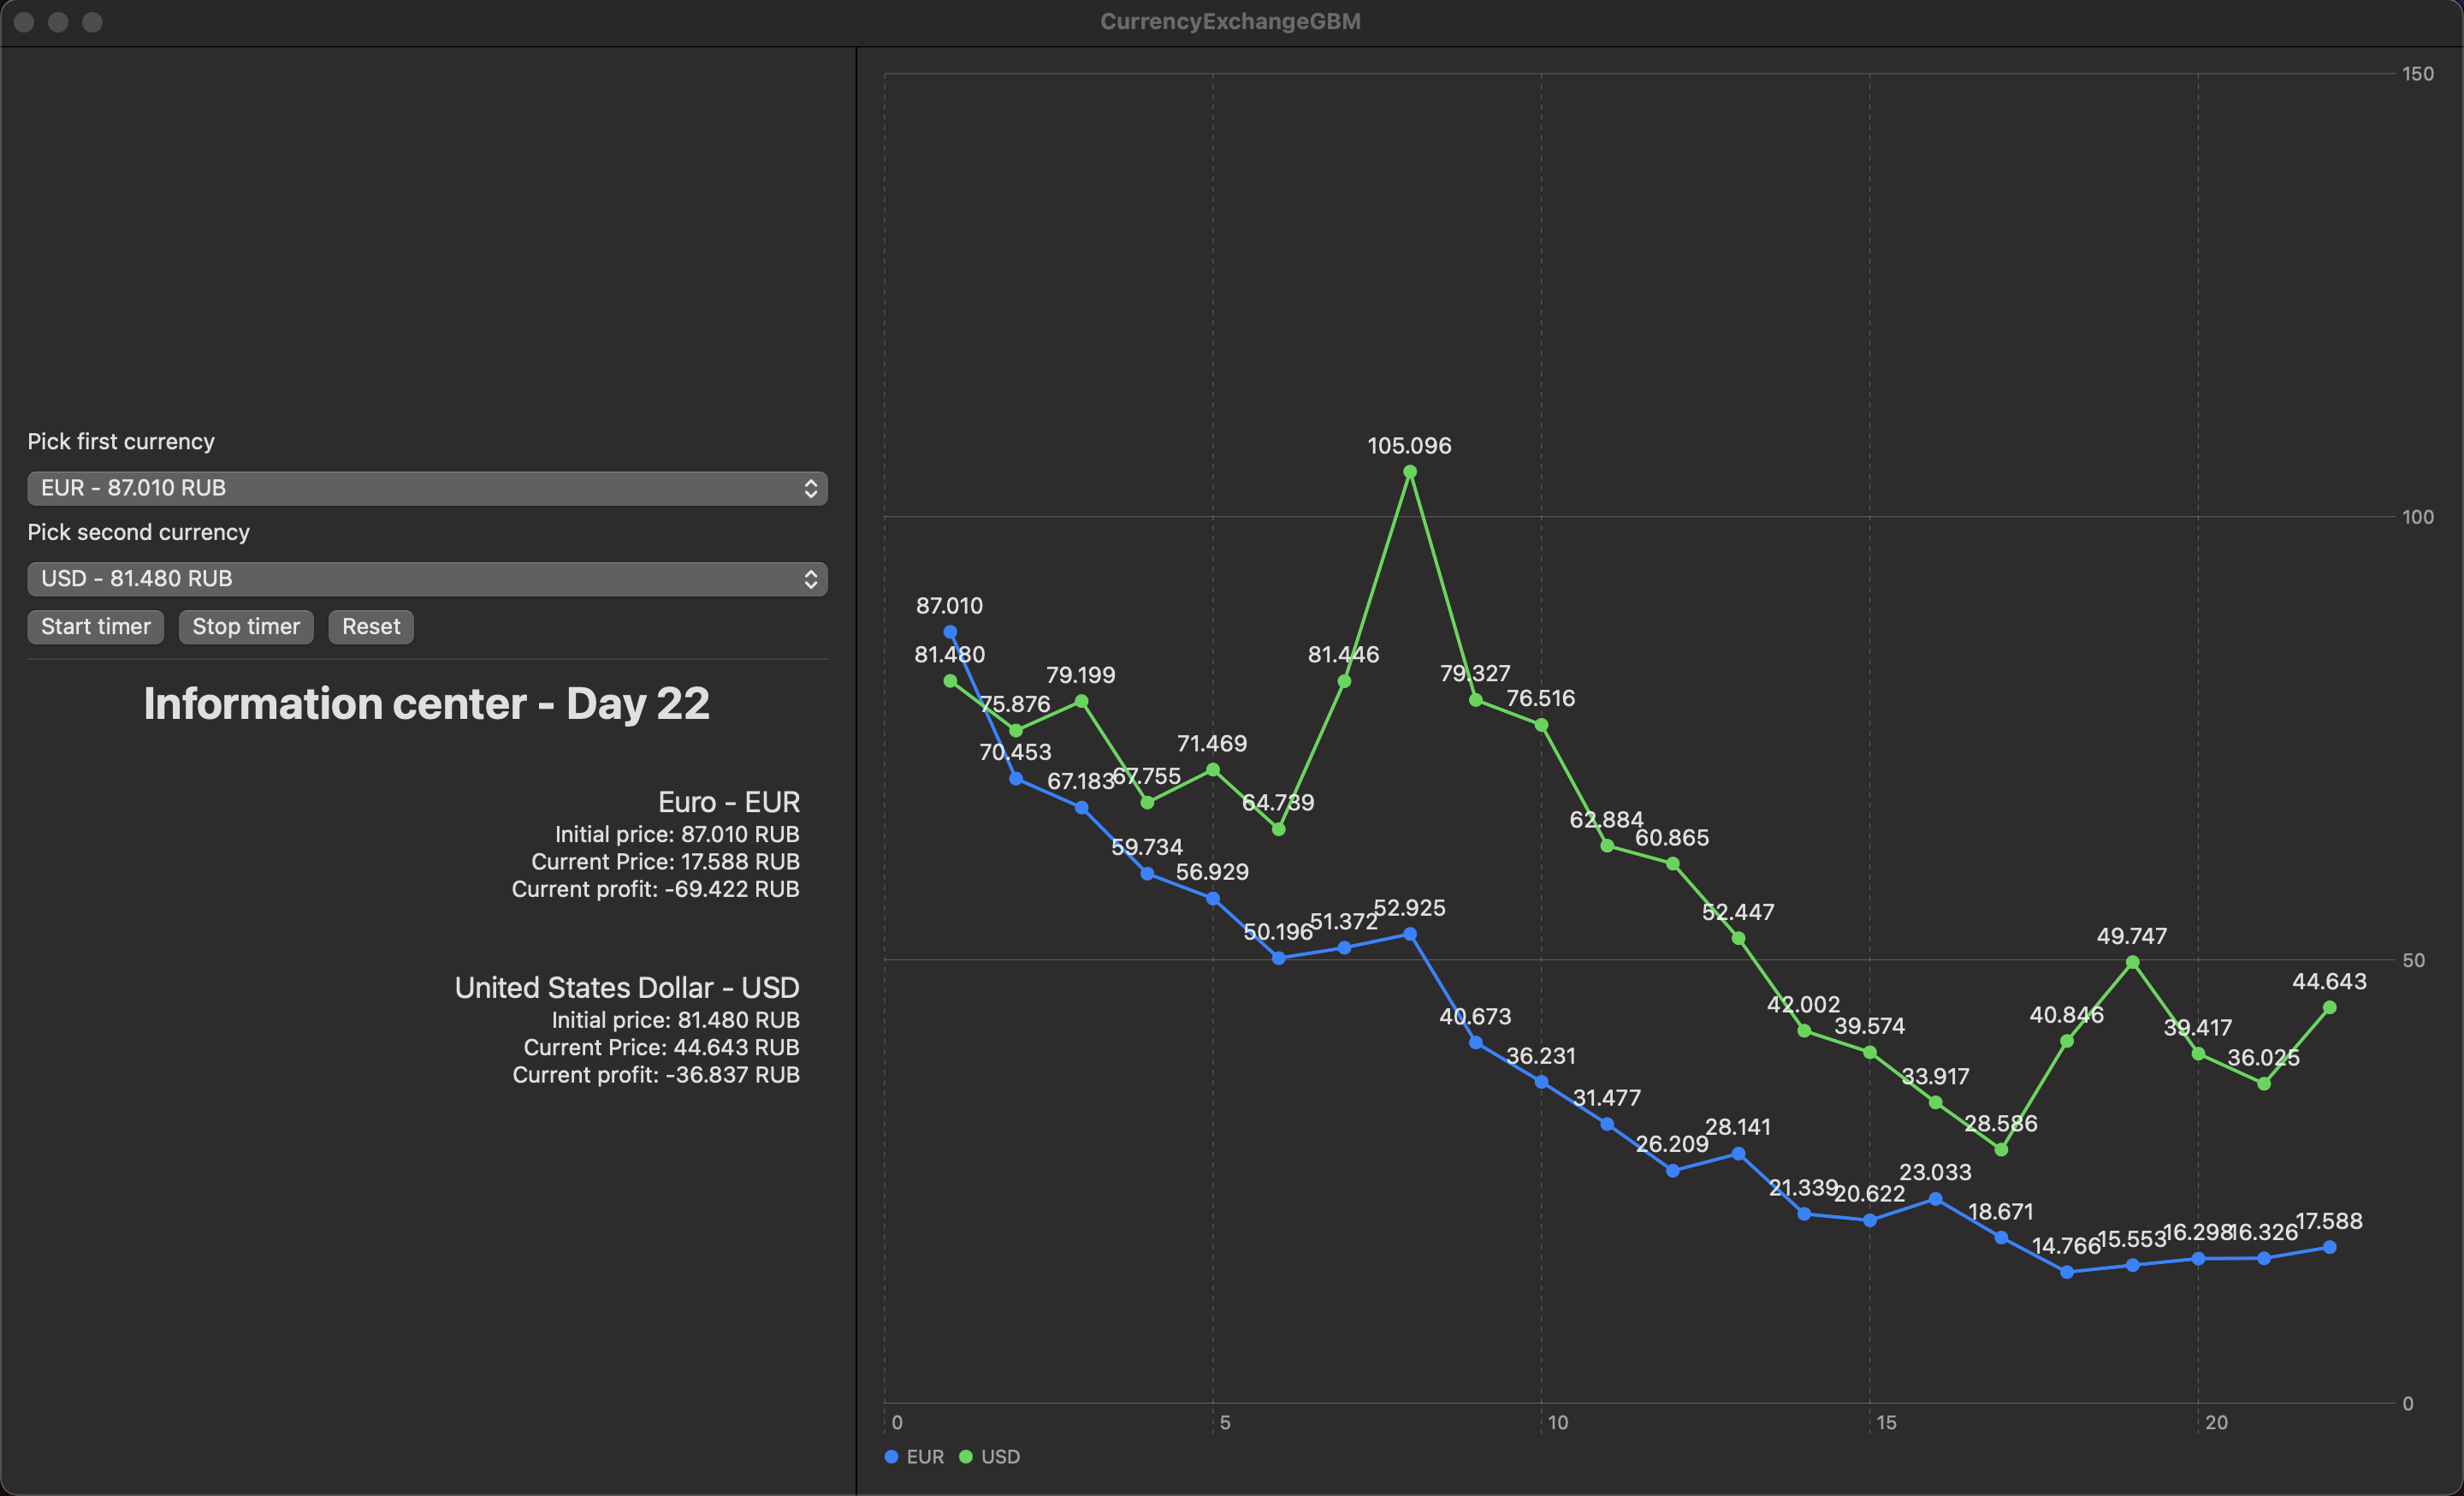 CurrencyExchangeGBM
Pick first currency
EUR - 87.010 RUB
Pick second currency
USD - 81.480 RUB
Start timer Stop timer Reset
Information center - Day 22
Euro - EUR
Initial price: 87.010 RUB
Current Price: 17.588 RUB
Current profit: -69.422 RUB
United States Dollar - USD
Initial price: 81.480 RUB
Current Price: 44.643 RUB
Current profit: -36.837 RUB
150
100
50
0
87.010
70.453
67.183
59.734
56.929
50.196
51.372
52.925
40.673
36.231
31.477
26.209
28.141
21.339
20.622
23.033
18.671
14.766
15.553
16.298
16.326
17.588
81.480
75.876
79.199
67.755
71.469
64.739
81.446
105.096
79.327
76.516
62.884
60.865
52.447
42.002
39.574
33.917
28.586
40.846
49.747
39.417
36.025
44.643
0 5 10 15 20
EUR USD